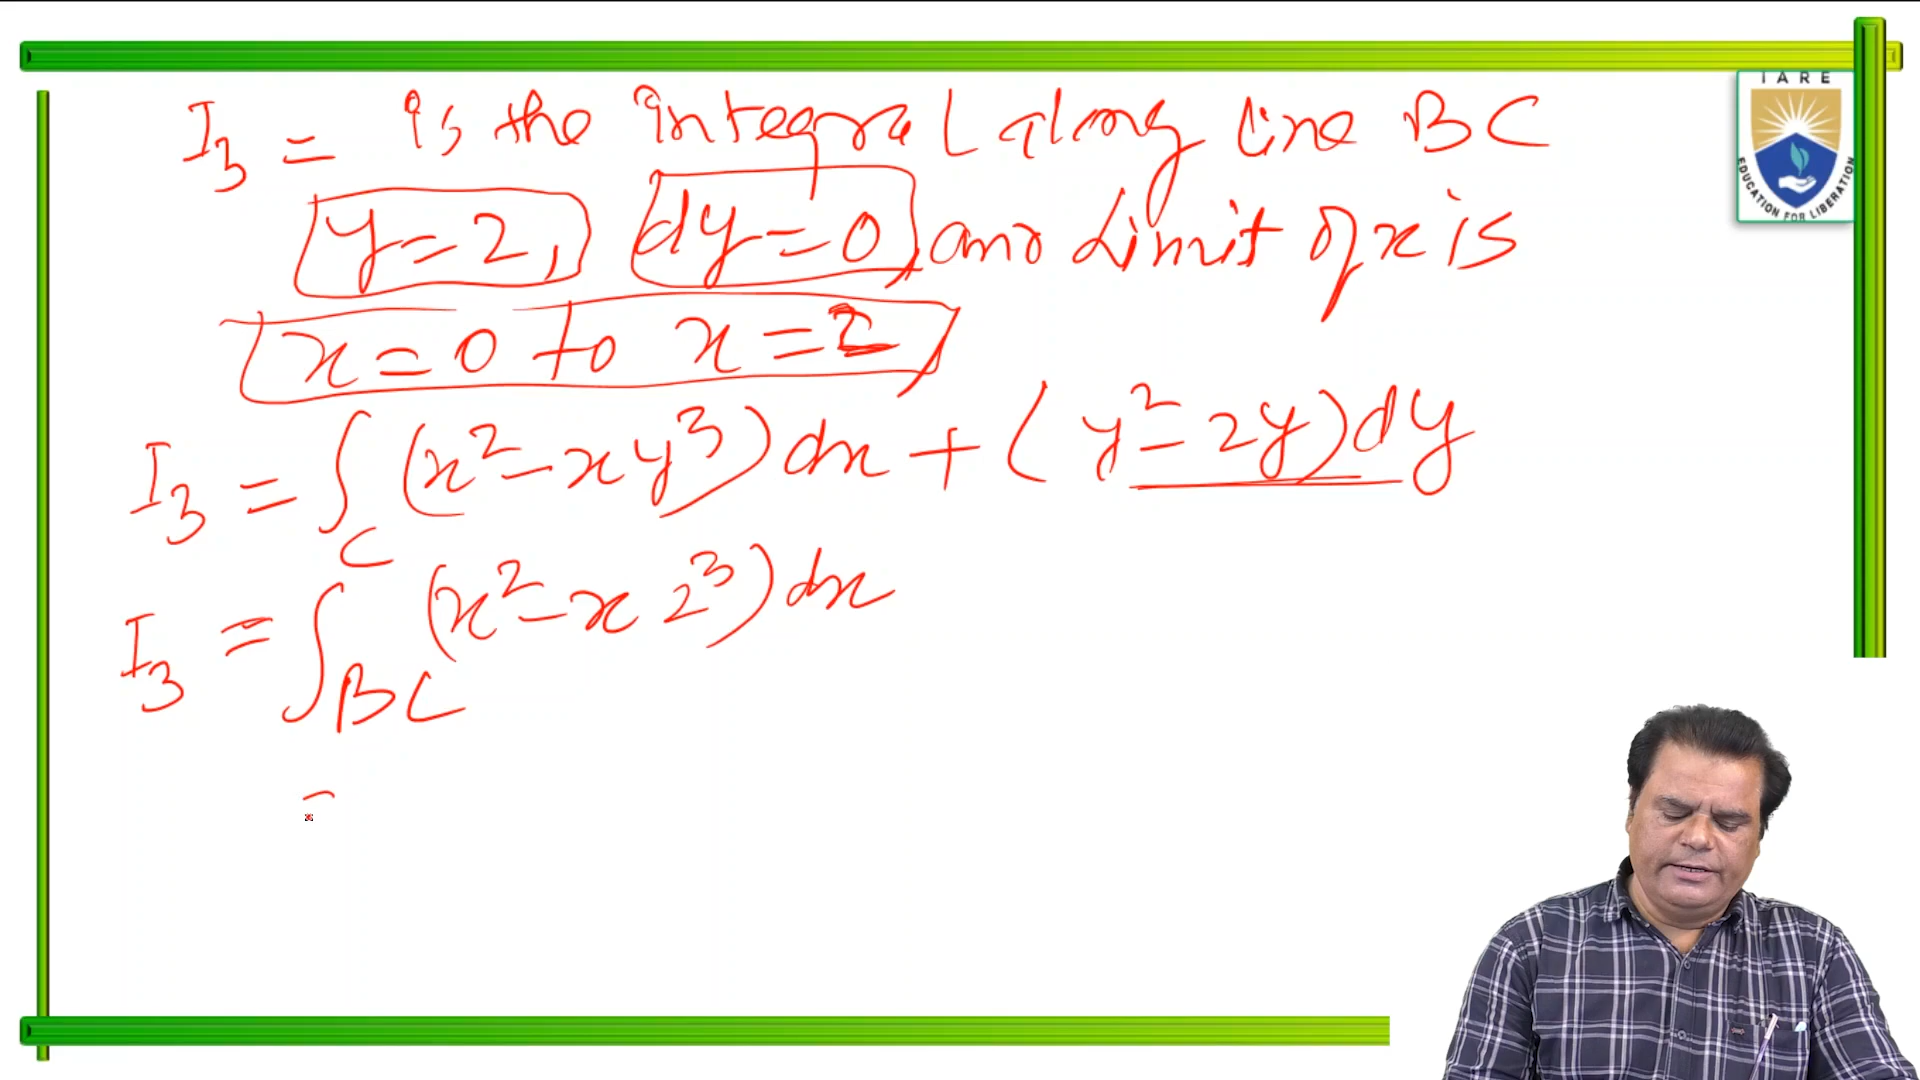 IARE
EDUCATION FOR LIBERATION
I₃ = is the integral along line BC
y = 2, dy = 0, and Limit of x is
x = 0 to x = 2,
I₃ = ∫_C (x² - xy³) dx + (y² - 2y) dy
I₃ = ∫_BC (x² - x 2³) dx
=